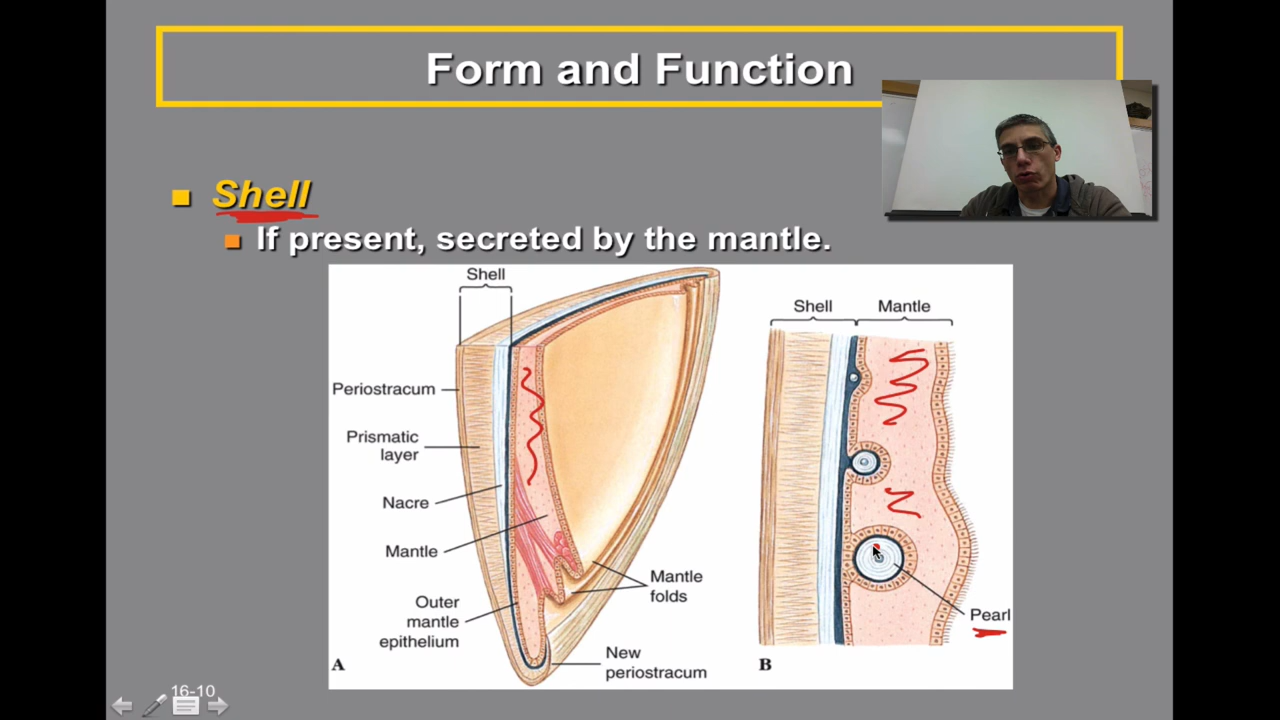 Form and Function
Shell
If present, secreted by the mantle.
Shell
Periostracum
Prismatic
layer
Nacre
Mantle
Outer
mantle
epithelium
Mantle
folds
New
periostracum
A
Shell
Mantle
Pearl
B
16-10